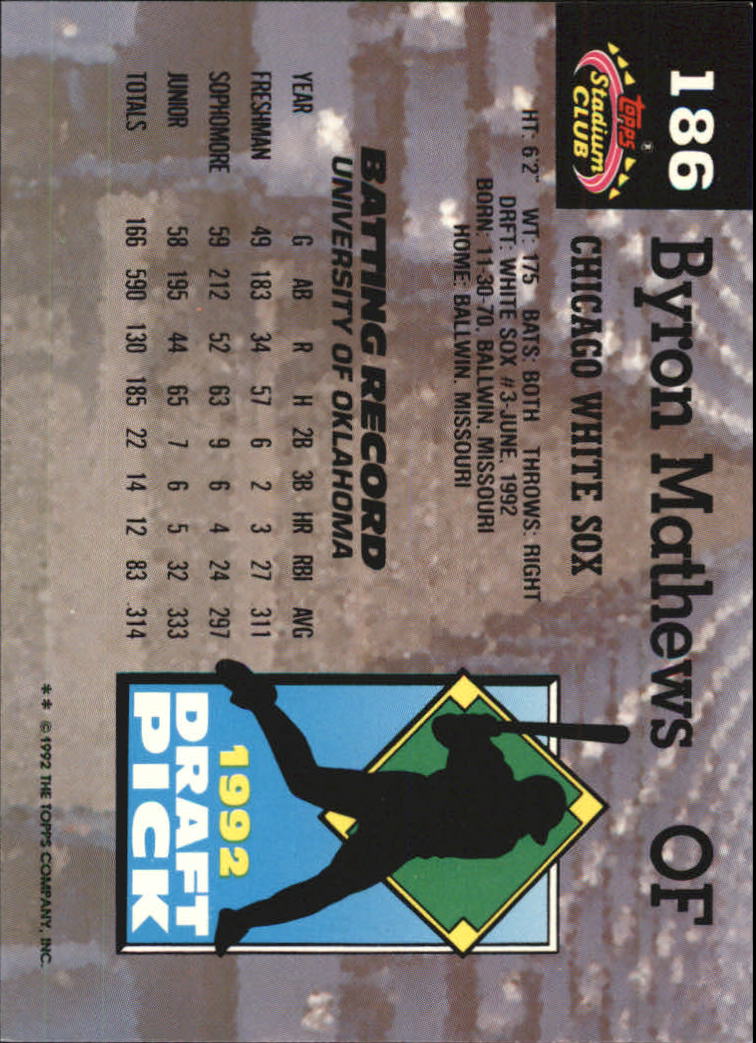 186
Byron Mathews OF
Topps ®
Stadium
CLUB
CHICAGO WHITE SOX
HT: 6'2" WT: 175 BATS: BOTH THROWS: RIGHT
DRFT: WHITE SOX #3-JUNE, 1992
BORN: 11-30-70, BALLWIN, MISSOURI
HOME: BALLWIN, MISSOURI
BATTING RECORD
UNIVERSITY OF OKLAHOMA
YEAR G AB R H 2B 3B HR RBI AVG
FRESHMAN 49 183 34 57 6 2 3 27 .311
SOPHOMORE 59 212 52 63 9 6 4 24 .297
JUNIOR 58 195 44 65 7 6 5 32 .333
TOTALS 166 590 130 185 22 14 12 83 .314
1992
DRAFT
PICK
** © 1992 THE TOPPS COMPANY, INC.